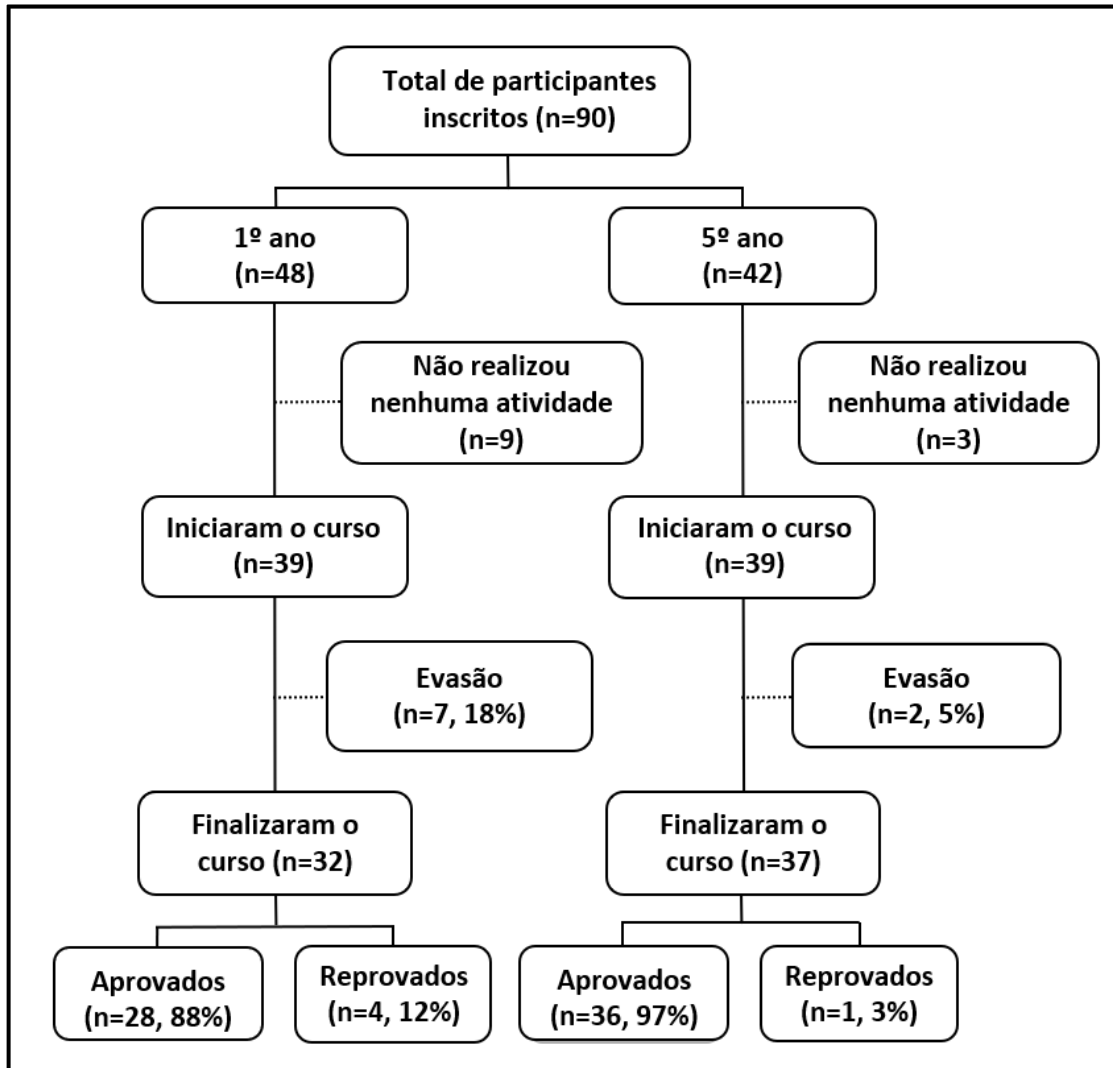 Total de participantes
inscritos (n=90)
1º ano
(n=48)
5º ano
(n=42)
Não realizou
nenhuma atividade
(n=9)
Não realizou
nenhuma atividade
(n=3)
Iniciaram o curso
(n=39)
Iniciaram o curso
(n=39)
Evasão
(n=7, 18%)
Evasão
(n=2, 5%)
Finalizaram o
curso (n=32)
Finalizaram o
curso (n=37)
Aprovados
(n=28, 88%)
Reprovados
(n=4, 12%)
Aprovados
(n=36, 97%)
Reprovados
(n=1, 3%)